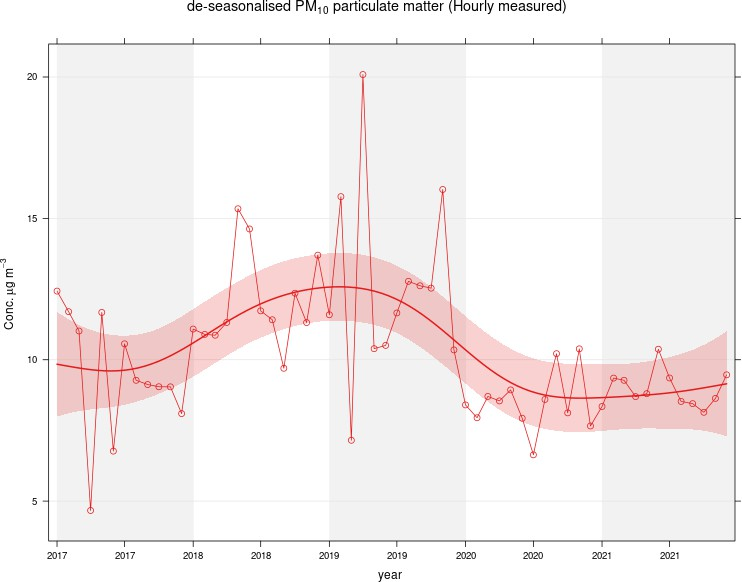 de-seasonalised PM₁₀ particulate matter (Hourly measured)
20
15
10
5
Conc. µg m⁻³
2017 2017 2018 2018 2019 2019 2020 2020 2021 2021
year